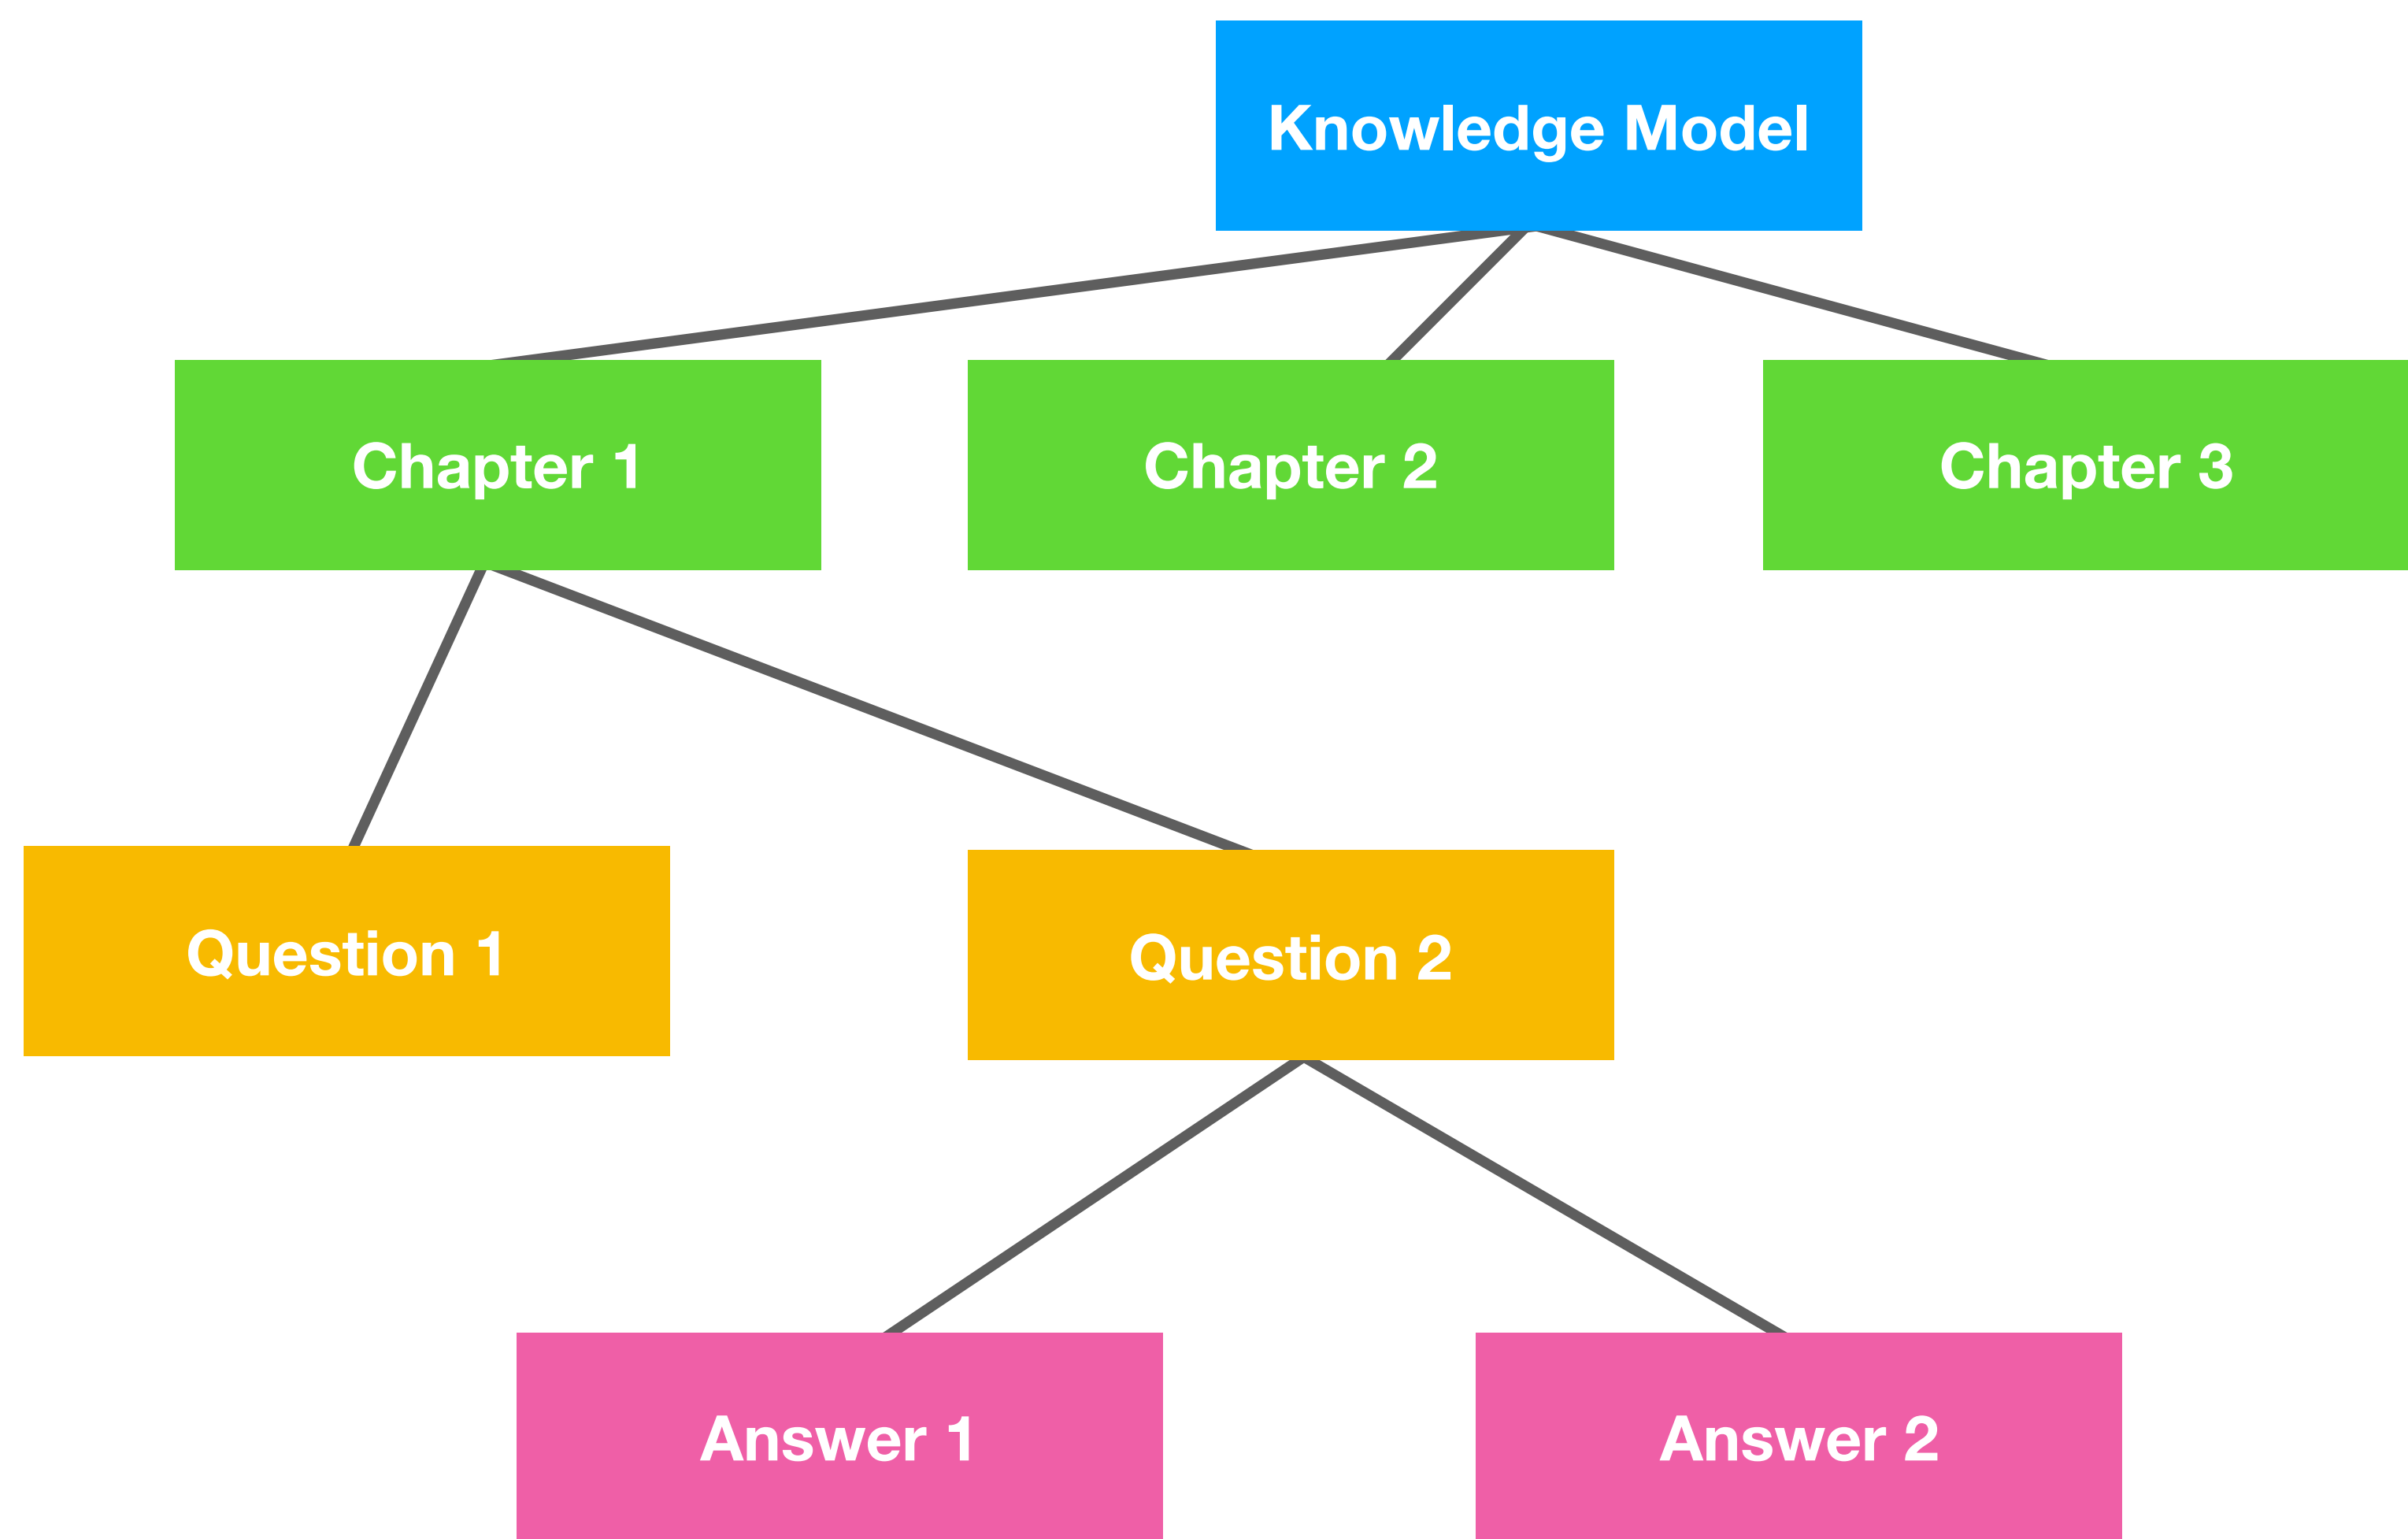 Knowledge Model
Chapter 1
Chapter 2
Chapter 3
Question 1
Question 2
Answer 1
Answer 2